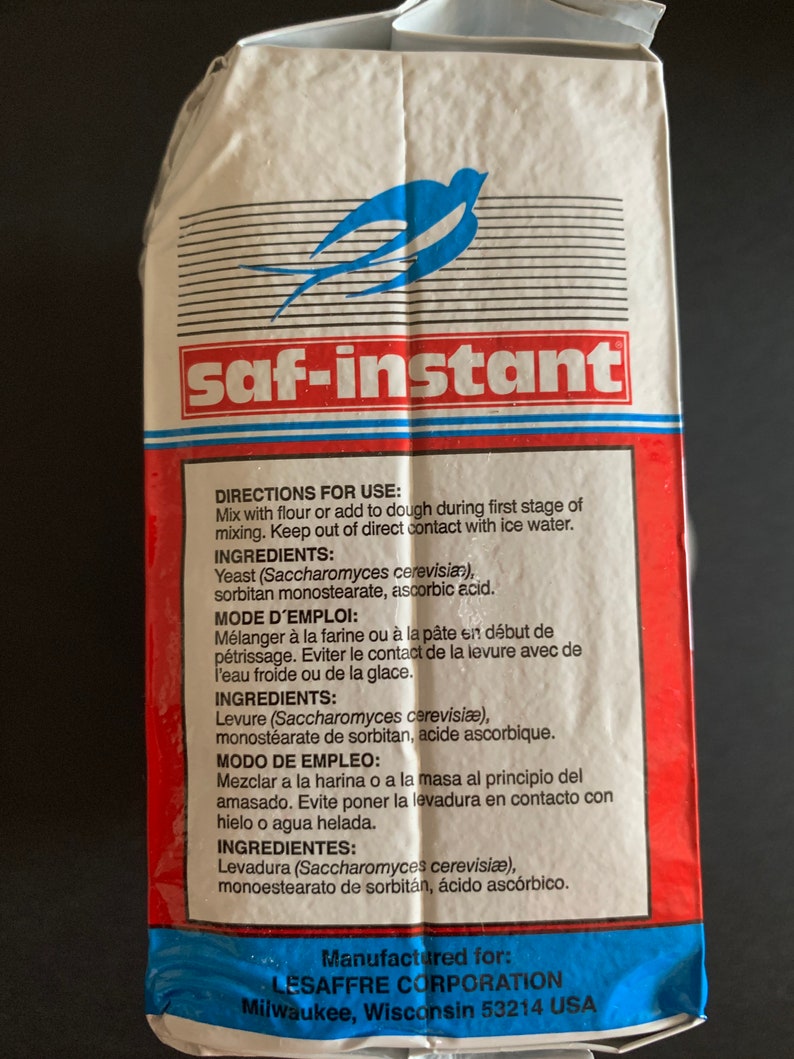 saf-instant®
DIRECTIONS FOR USE:
Mix with flour or add to dough during first stage of
mixing. Keep out of direct contact with ice water.
INGREDIENTS:
Yeast (Saccharomyces cerevisiæ),
sorbitan monostearate, ascorbic acid.
MODE D´EMPLOI:
Mélanger à la farine ou à la pâte en début de
pétrissage. Eviter le contact de la levure avec de
l'eau froide ou de la glace.
INGREDIENTS:
Levure (Saccharomyces cerevisiæ),
monostéarate de sorbitan, acide ascorbique.
MODO DE EMPLEO:
Mezclar a la harina o a la masa al principio del
amasado. Evite poner la levadura en contacto con
hielo o agua helada.
INGREDIENTES:
Levadura (Saccharomyces cerevisiæ),
monoestearato de sorbitán, ácido ascórbico.
Manufactured for:
LESAFFRE CORPORATION
Milwaukee, Wisconsin 53214 USA